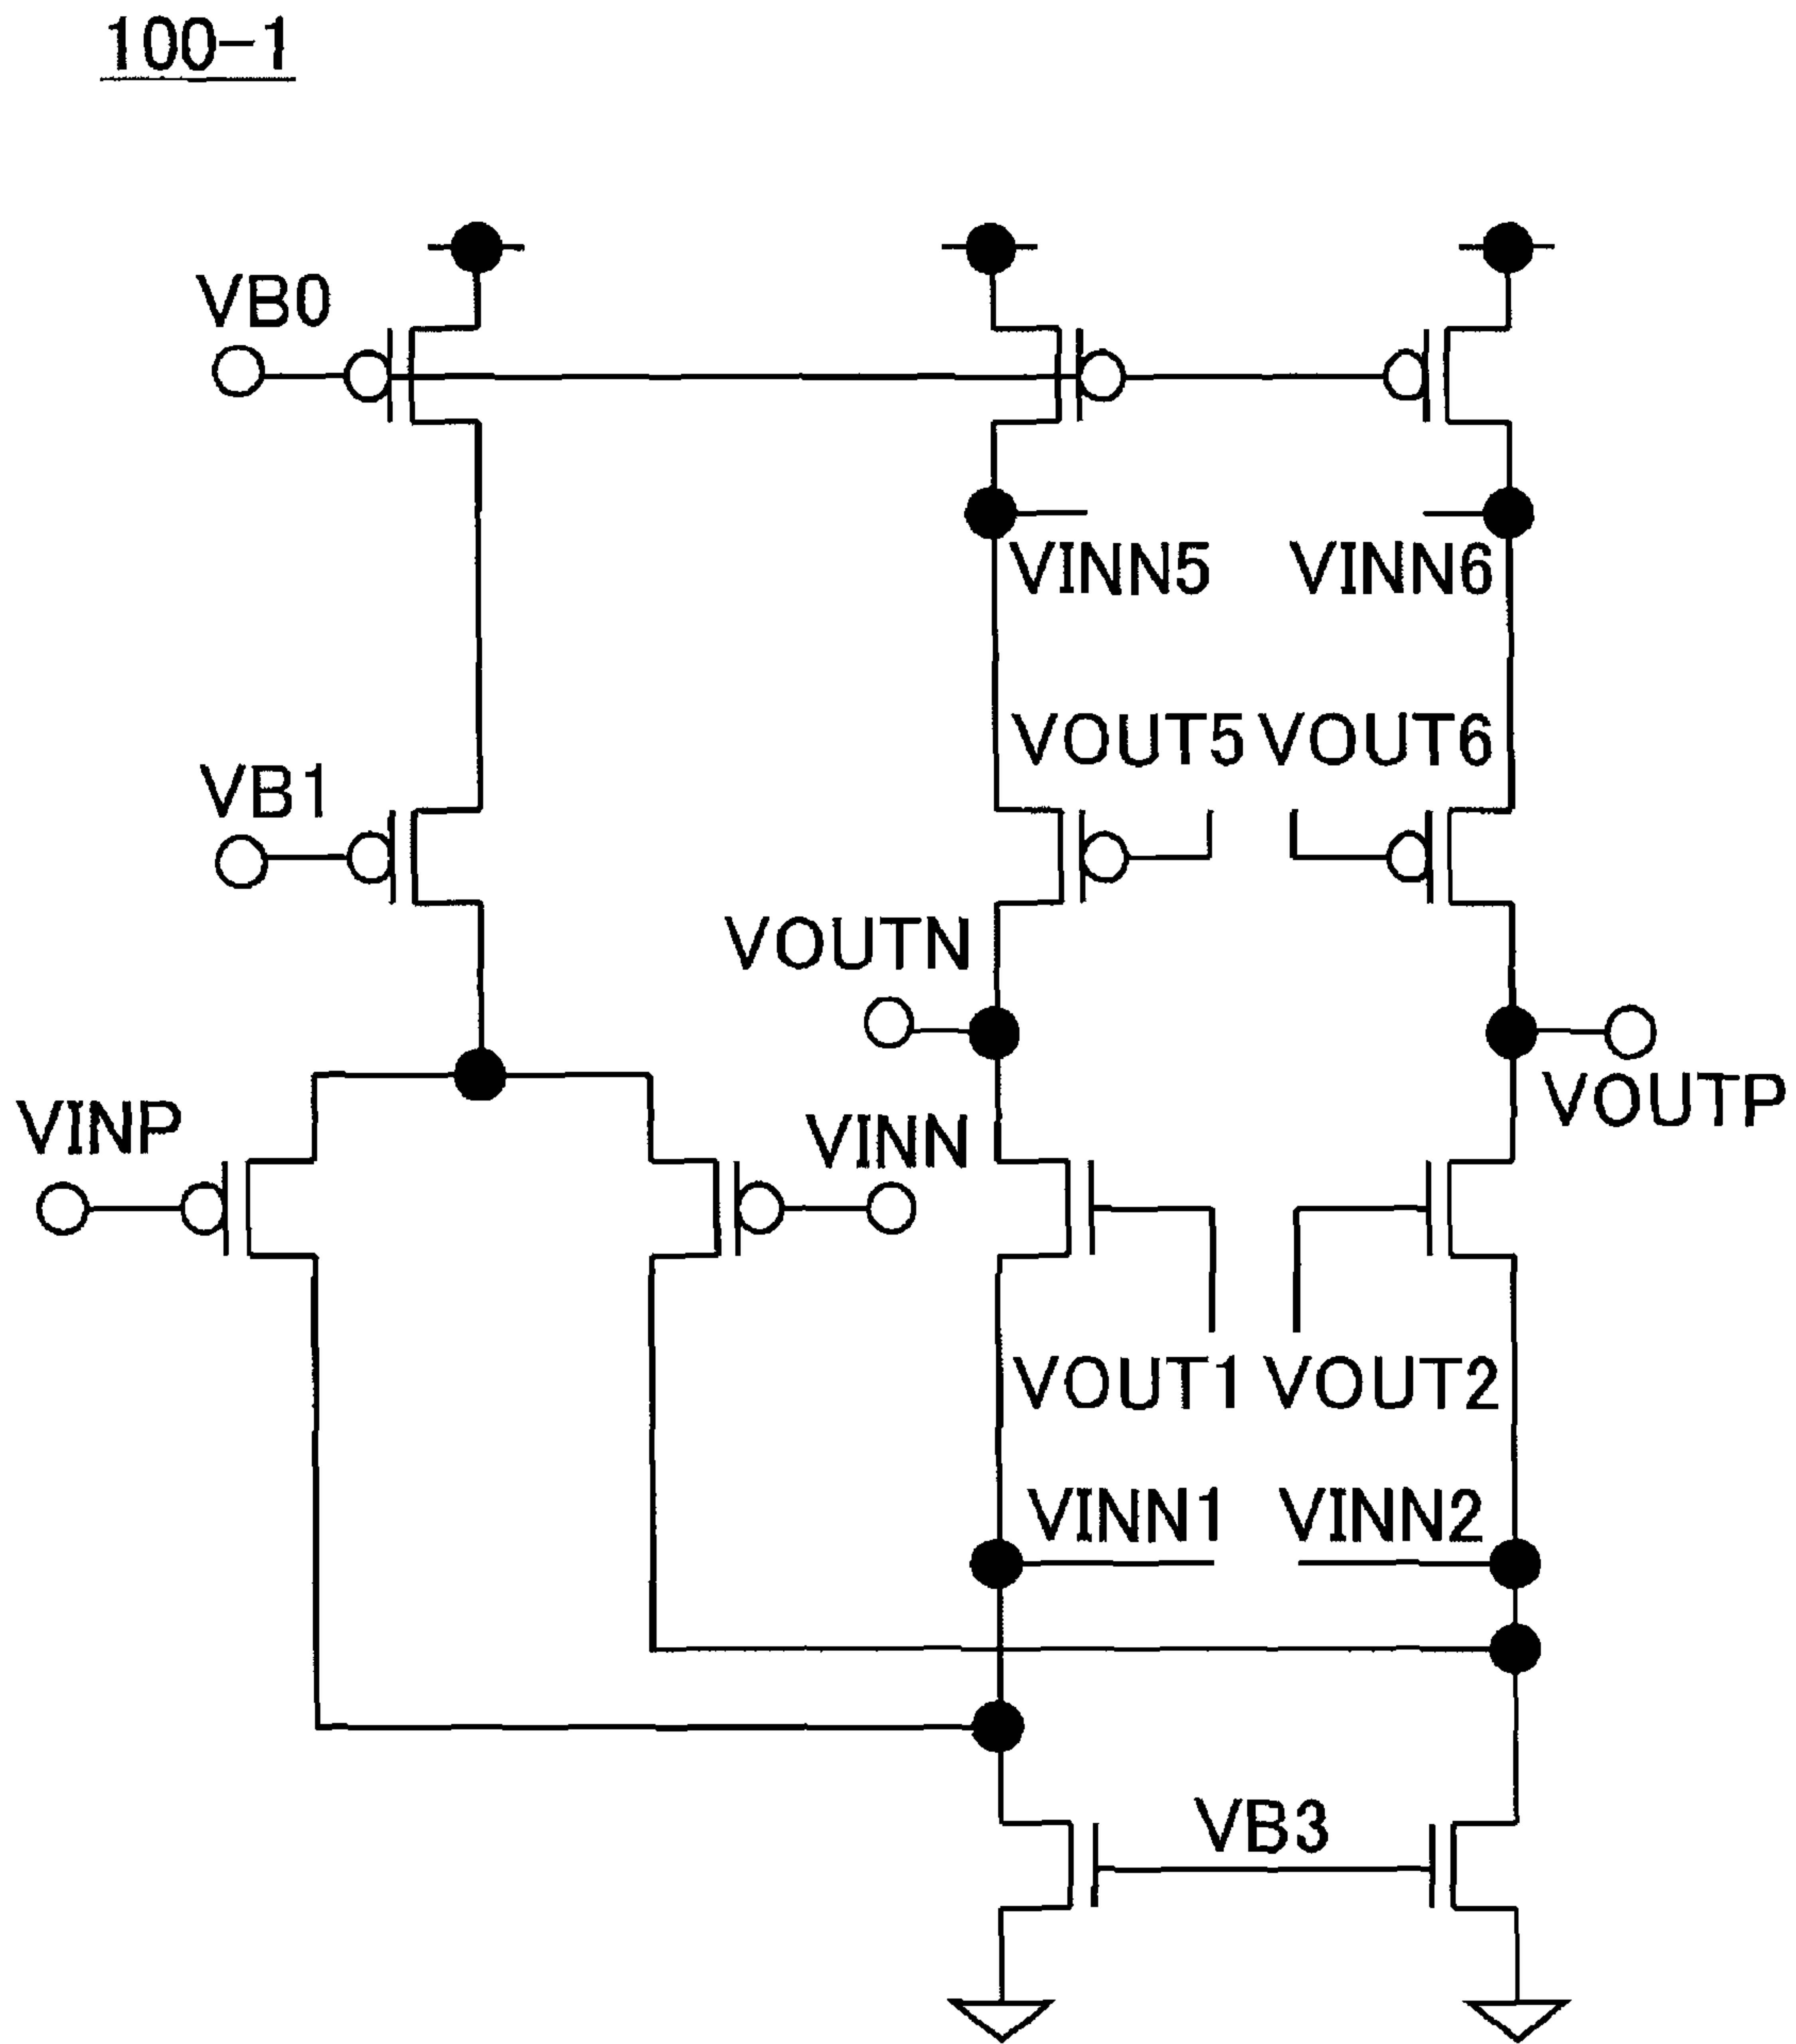 100-1
VB0
VINN5 VINN6
VOUT5 VOUT6
VB1
VOUTN
VINP VINN VOUTP
VOUT1 VOUT2
VINN1 VINN2
VB3